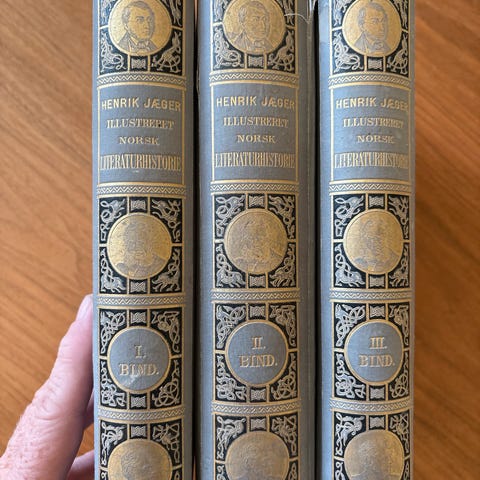 HENRIK JÆGER
ILLUSTRERET
NORSK
LITERATURHISTORIE
I.
BIND.
HENRIK JÆGER
ILLUSTRERET
NORSK
LITERATURHISTORIE
II.
BIND.
HENRIK JÆGER
ILLUSTRERET
NORSK
LITERATURHISTORIE
III.
BIND.